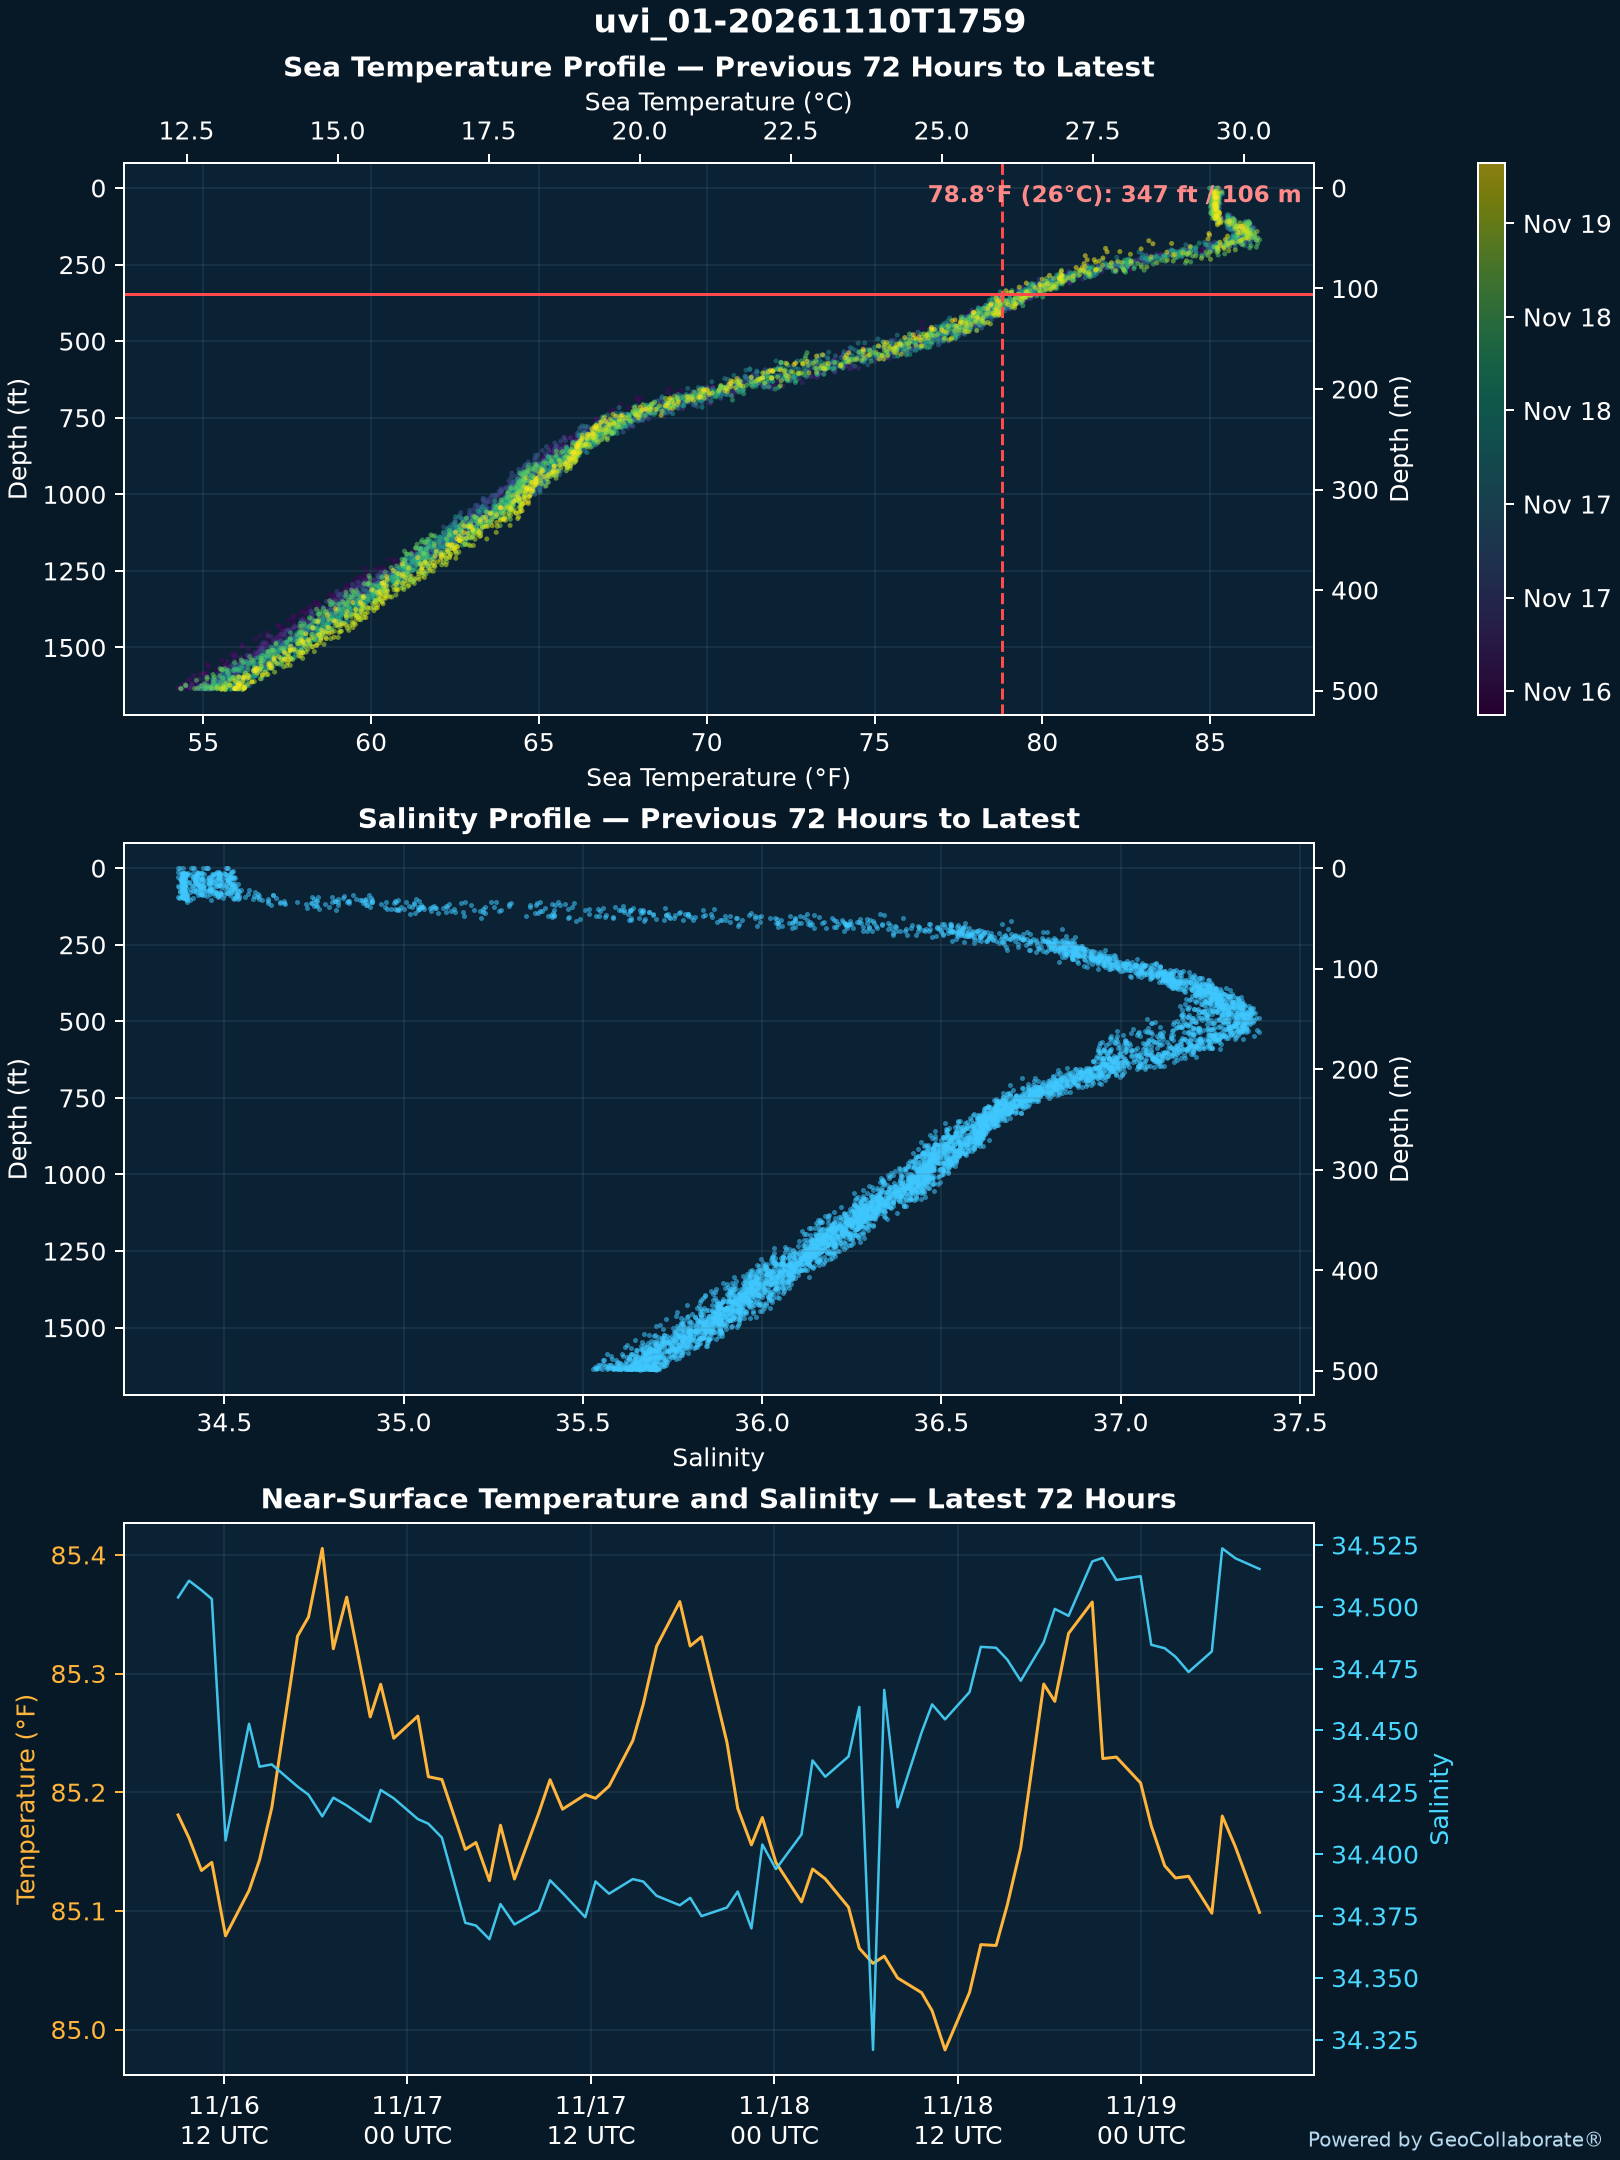 uvi_01-20261110T1759
Sea Temperature Profile — Previous 72 Hours to Latest
Sea Temperature (°C)
12.5 15.0 17.5 20.0 22.5 25.0 27.5 30.0
78.8°F (26°C): 347 ft / 106 m
Depth (ft)
0
250
500
750
1000
1250
1500
Depth (m)
0
100
200
300
400
500
55 60 65 70 75 80 85
Sea Temperature (°F)
Nov 19
Nov 18
Nov 18
Nov 17
Nov 17
Nov 16
Salinity Profile — Previous 72 Hours to Latest
Depth (ft)
0
250
500
750
1000
1250
1500
Depth (m)
0
100
200
300
400
500
34.5 35.0 35.5 36.0 36.5 37.0 37.5
Salinity
Near-Surface Temperature and Salinity — Latest 72 Hours
Temperature (°F)
85.4
85.3
85.2
85.1
85.0
Salinity
34.525
34.500
34.475
34.450
34.425
34.400
34.375
34.350
34.325
11/16 11/17 11/17 11/18 11/18 11/19
12 UTC 00 UTC 12 UTC 00 UTC 12 UTC 00 UTC
Powered by GeoCollaborate®